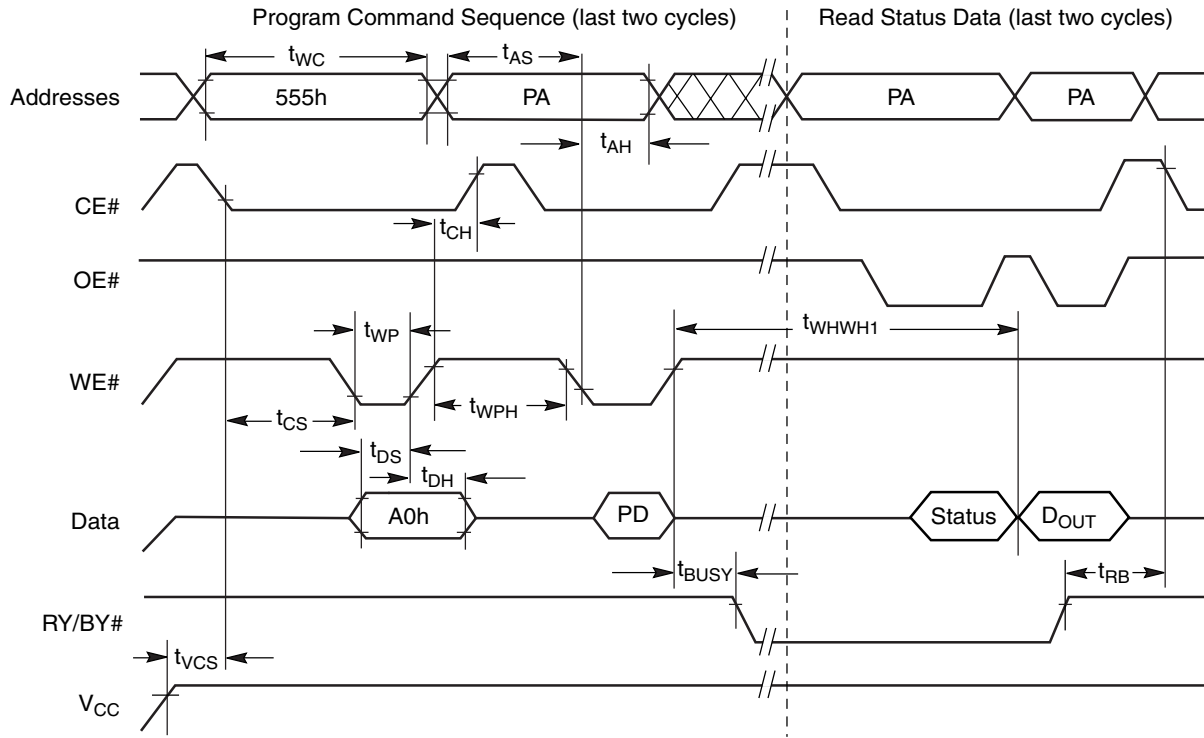 Program Command Sequence (last two cycles)
Read Status Data (last two cycles)
tWC
tAS
Addresses
555h
PA
PA
PA
tAH
CE#
tCH
OE#
tWP
tWHWH1
WE#
tCS
tWPH
tDS
tDH
Data
A0h
PD
Status
DOUT
tBUSY
tRB
RY/BY#
tVCS
VCC